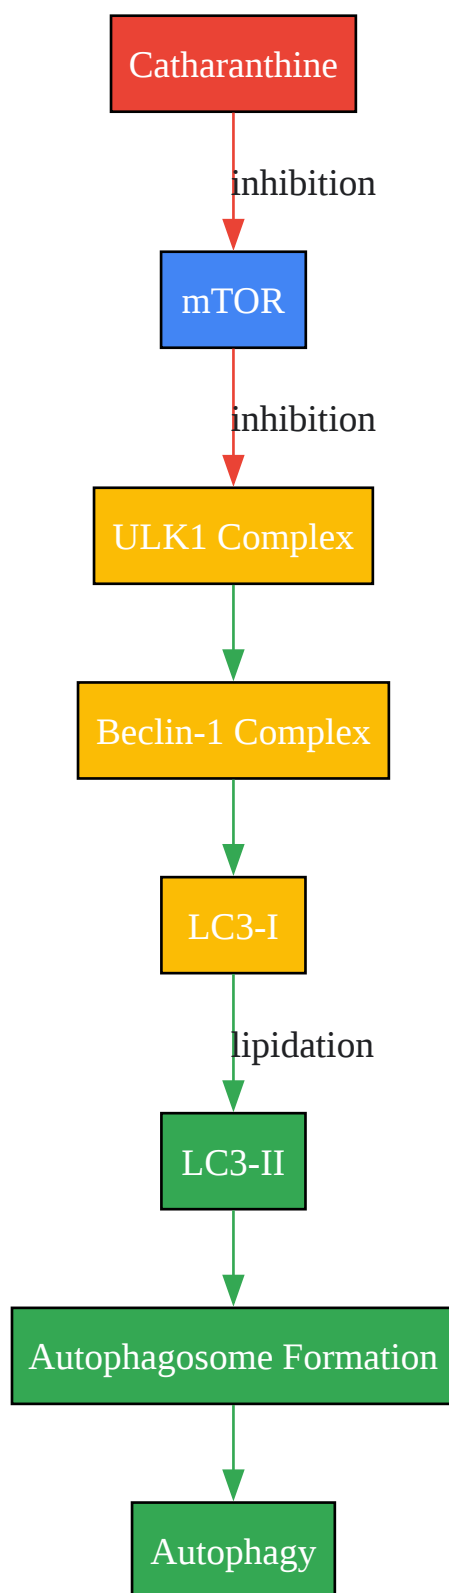 Catharanthine
inhibition
mTOR
inhibition
ULK1 Complex
Beclin-1 Complex
LC3-I
lipidation
LC3-II
Autophagosome Formation
Autophagy